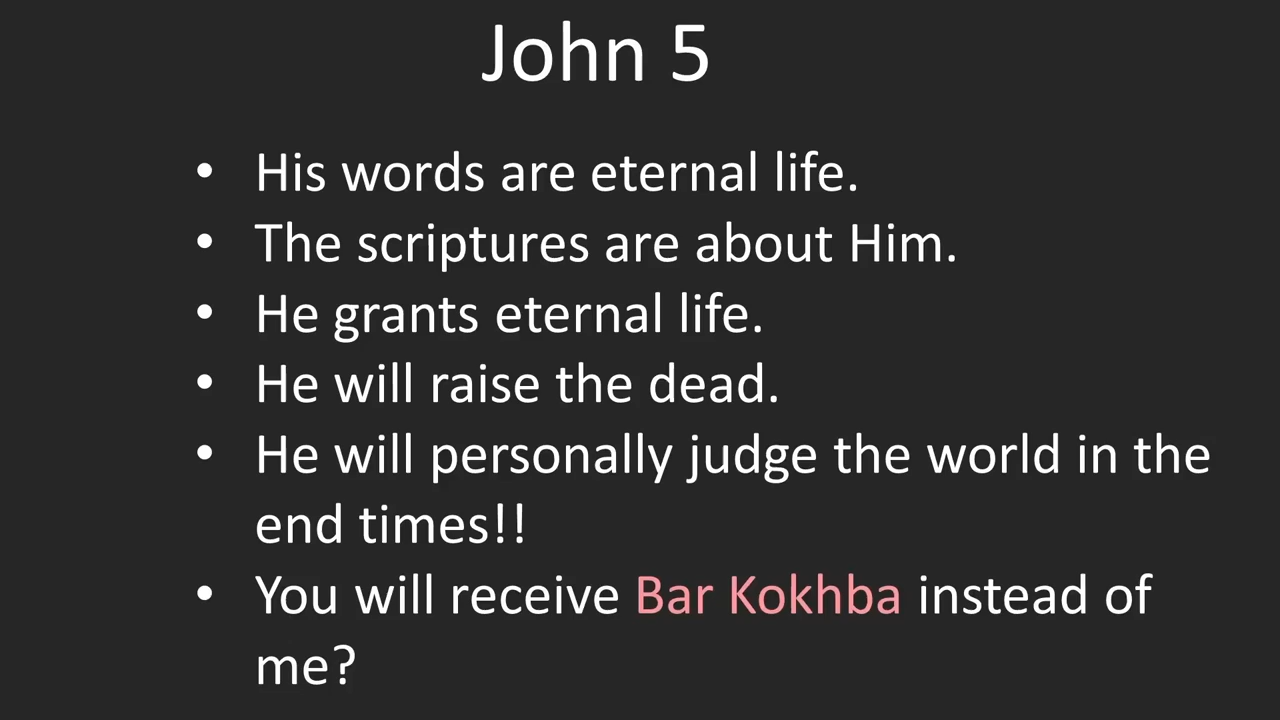 John 5
• His words are eternal life.
• The scriptures are about Him.
• He grants eternal life.
• He will raise the dead.
• He will personally judge the world in the
end times!!
• You will receive Bar Kokhba instead of
me?